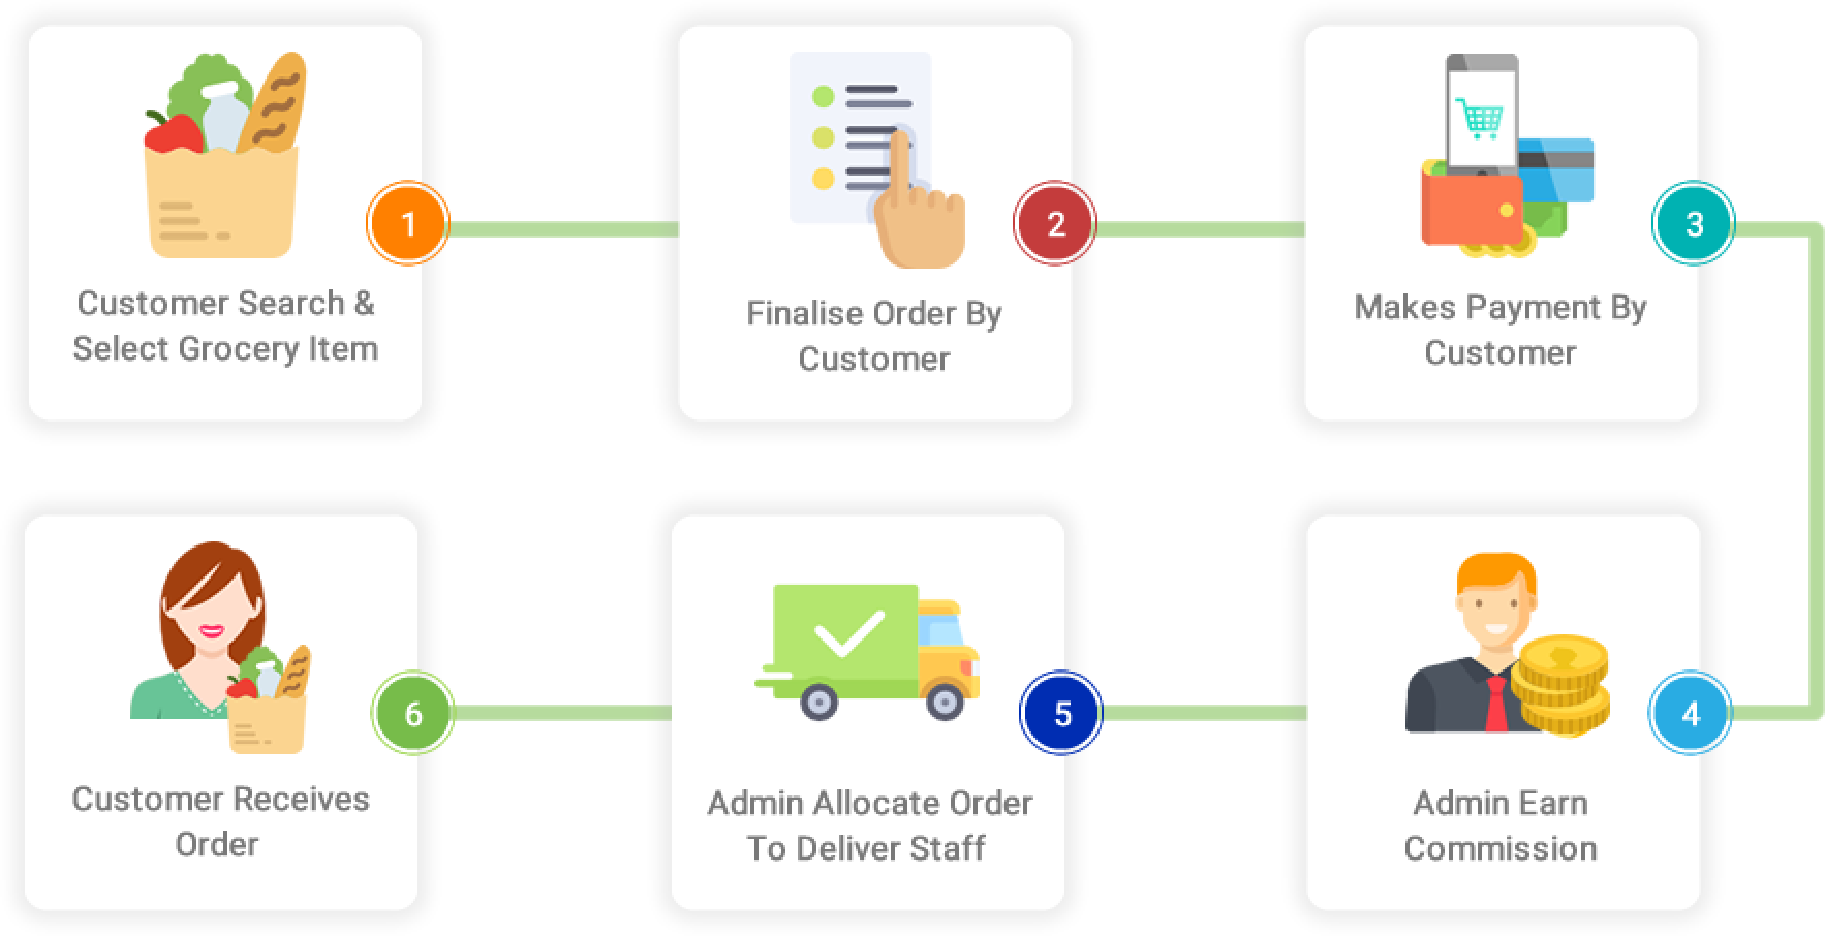 1
Customer Search &
Select Grocery Item
2
Finalise Order By
Customer
3
Makes Payment By
Customer
4
Admin Earn
Commission
5
Admin Allocate Order
To Deliver Staff
6
Customer Receives
Order